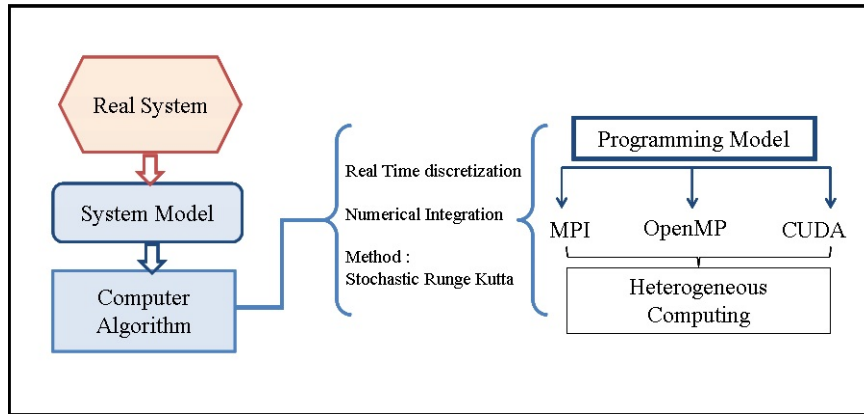 Real System
System Model
Computer
Algorithm
Real Time discretization
Numerical Integration
Method :
Stochastic Runge Kutta
Programming Model
MPI
OpenMP
CUDA
Heterogeneous
Computing